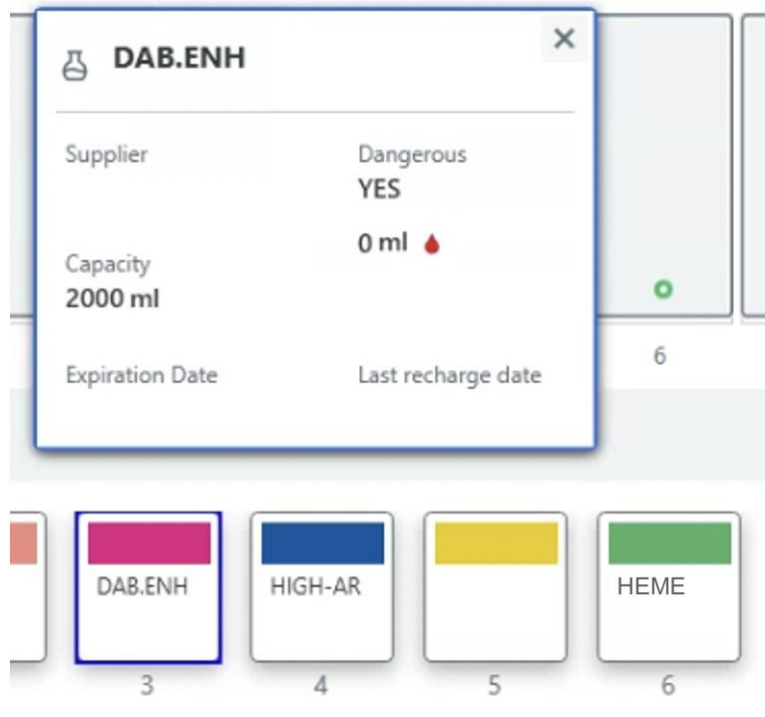 DAB.ENH
Supplier
Dangerous
YES
0 ml
Capacity
2000 ml
Expiration Date
Last recharge date
6
DAB.ENH
HIGH-AR
HEME
3
4
5
6